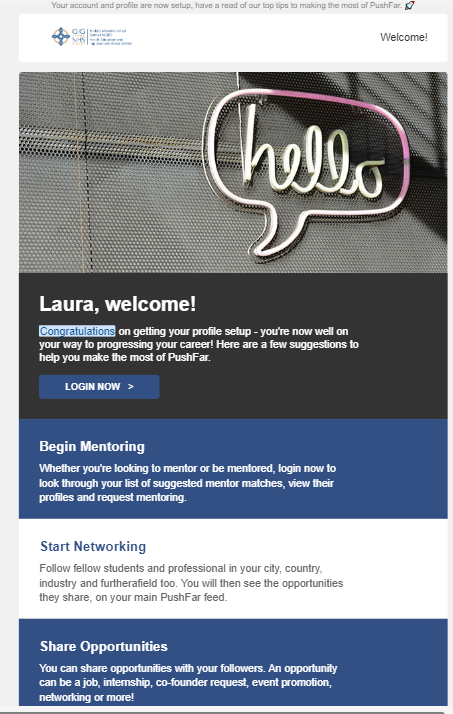 Your account and profile are now setup, have a read of our top tips to making the most of PushFar. 🚀
GIG
CYMRU
NHS
WALES
Welcome!
hello
Laura, welcome!
Congratulations on getting your profile setup - you're now well on
your way to progressing your career! Here are a few suggestions to
help you make the most of PushFar.
LOGIN NOW >
Begin Mentoring
Whether you're looking to mentor or be mentored, login now to
look through your list of suggested mentor matches, view their
profiles and request mentoring.
Start Networking
Follow fellow students and professional in your city, country,
industry and furtherafield too. You will then see the opportunities
they share, on your main PushFar feed.
Share Opportunities
You can share opportunities with your followers. An opportunity
can be a job, internship, co-founder request, event promotion,
networking or more!